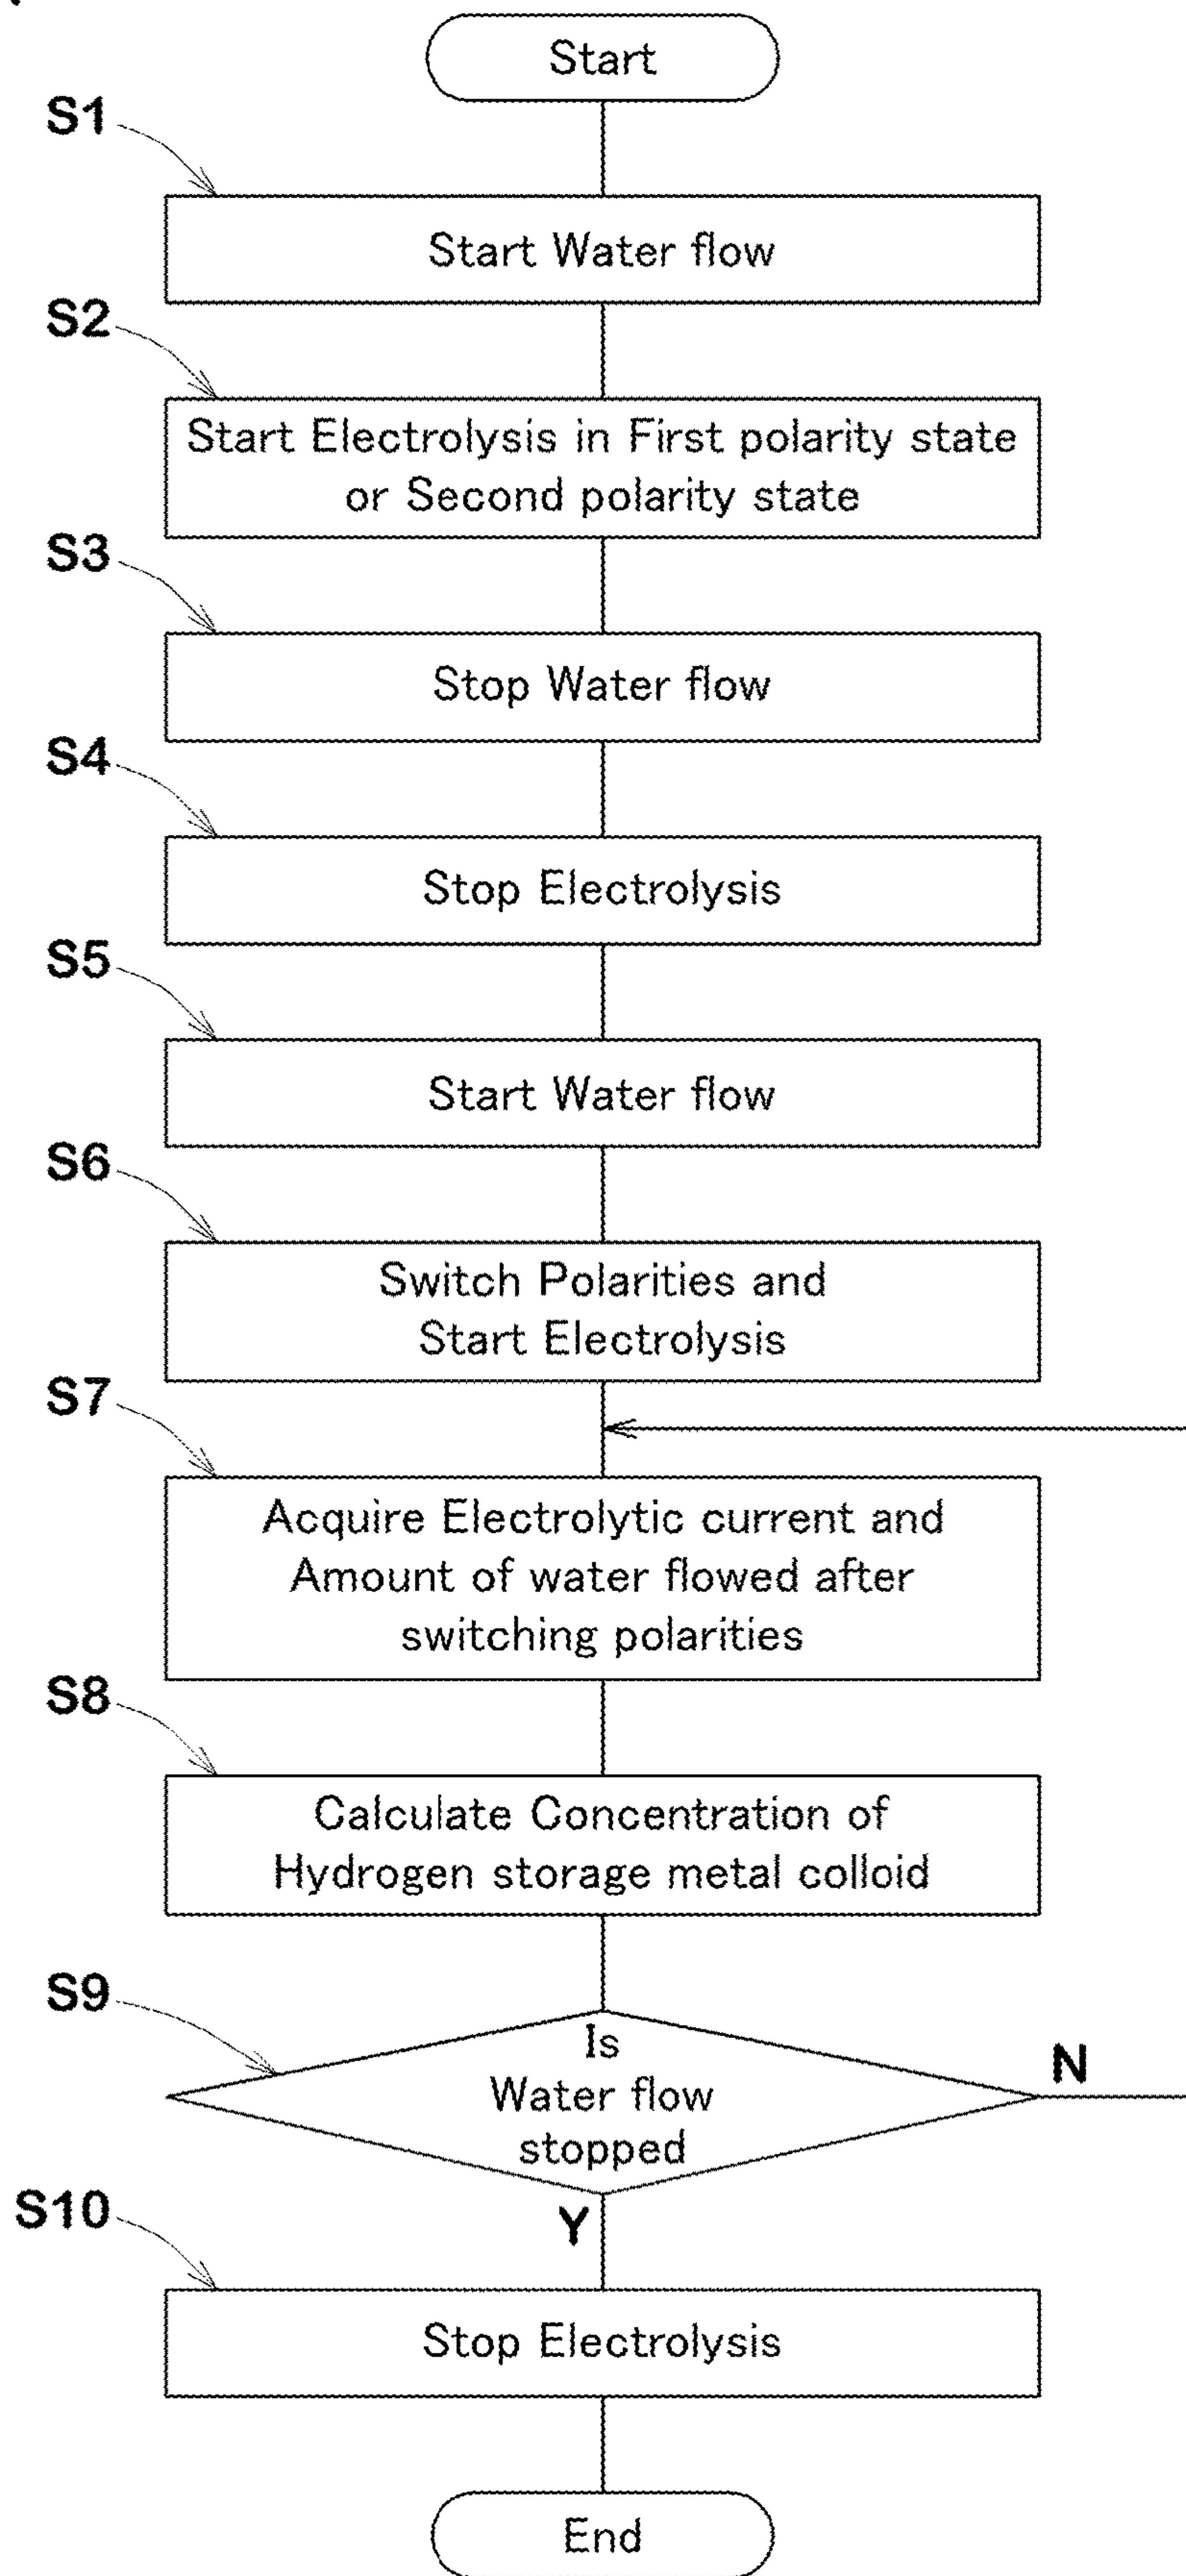 Start
S1
Start Water flow
S2
Start Electrolysis in First polarity state
or Second polarity state
S3
Stop Water flow
S4
Stop Electrolysis
S5
Start Water flow
S6
Switch Polarities and
Start Electrolysis
S7
Acquire Electrolytic current and
Amount of water flowed after
switching polarities
S8
Calculate Concentration of
Hydrogen storage metal colloid
S9
Is
Water flow
stopped
N
Y
S10
Stop Electrolysis
End